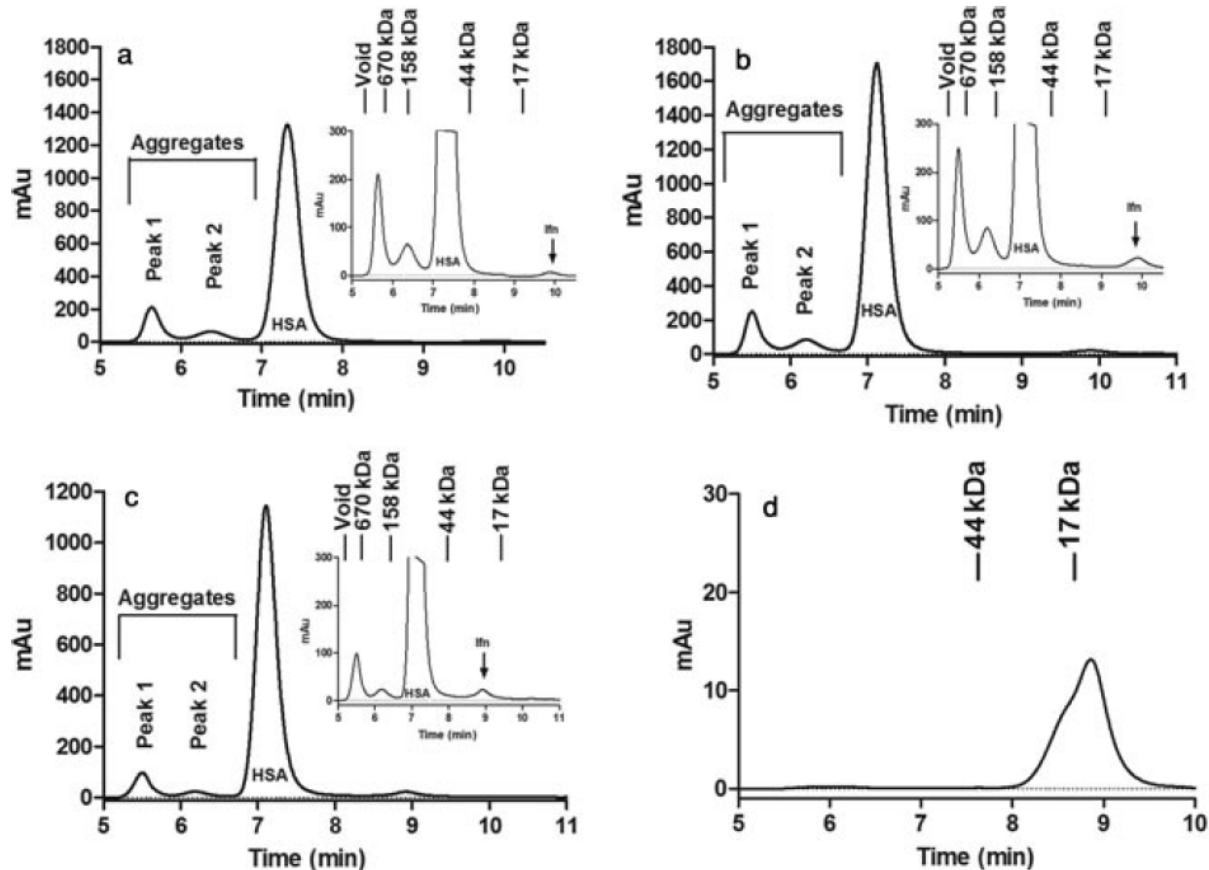 a
Void
670 kDa
158 kDa
44 kDa
17 kDa
1800
1600
1400
1200
1000
800
600
400
200
0
mAu
Aggregates
Peak 1
Peak 2
HSA
5 6 7 8 9 10
Time (min)
300
200
100
0
mAu
HSA
Ifn
5 6 7 8 9 10
Time (min)
b
Void
670 kDa
158 kDa
44 kDa
17 kDa
1800
1600
1400
1200
1000
800
600
400
200
0
mAu
Aggregates
Peak 1
Peak 2
HSA
5 6 7 8 9 10 11
Time (min)
300
200
100
0
mAu
HSA
Ifn
5 6 7 8 9 10
Time (min)
c
Void
670 kDa
158 kDa
44 kDa
17 kDa
1200
1000
800
600
400
200
0
mAu
Aggregates
Peak 1
Peak 2
HSA
5 6 7 8 9 10 11
Time (min)
300
200
100
0
mAu
HSA
Ifn
5 6 7 8 9 10 11
Time (min)
d
44 kDa
17 kDa
30
20
10
0
mAu
5 6 7 8 9 10
Time (min)